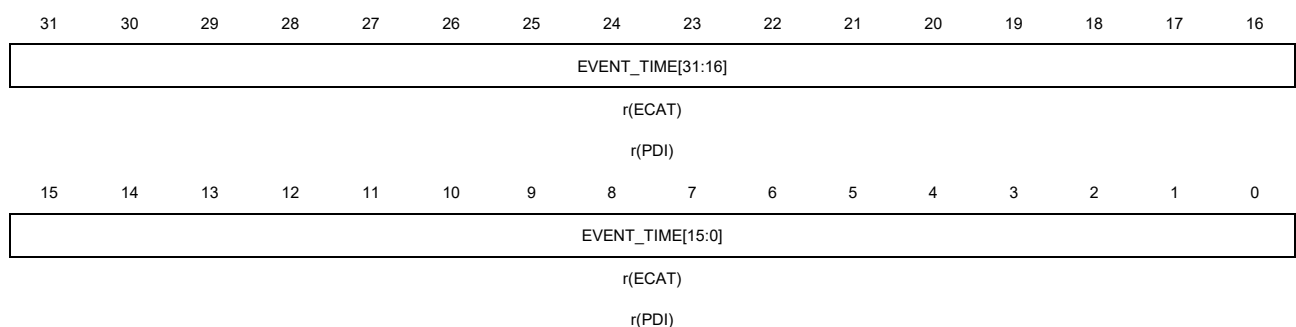 31 30 29 28 27 26 25 24 23 22 21 20 19 18 17 16
EVENT_TIME[31:16]
r(ECAT)
r(PDI)
15 14 13 12 11 10 9 8 7 6 5 4 3 2 1 0
EVENT_TIME[15:0]
r(ECAT)
r(PDI)